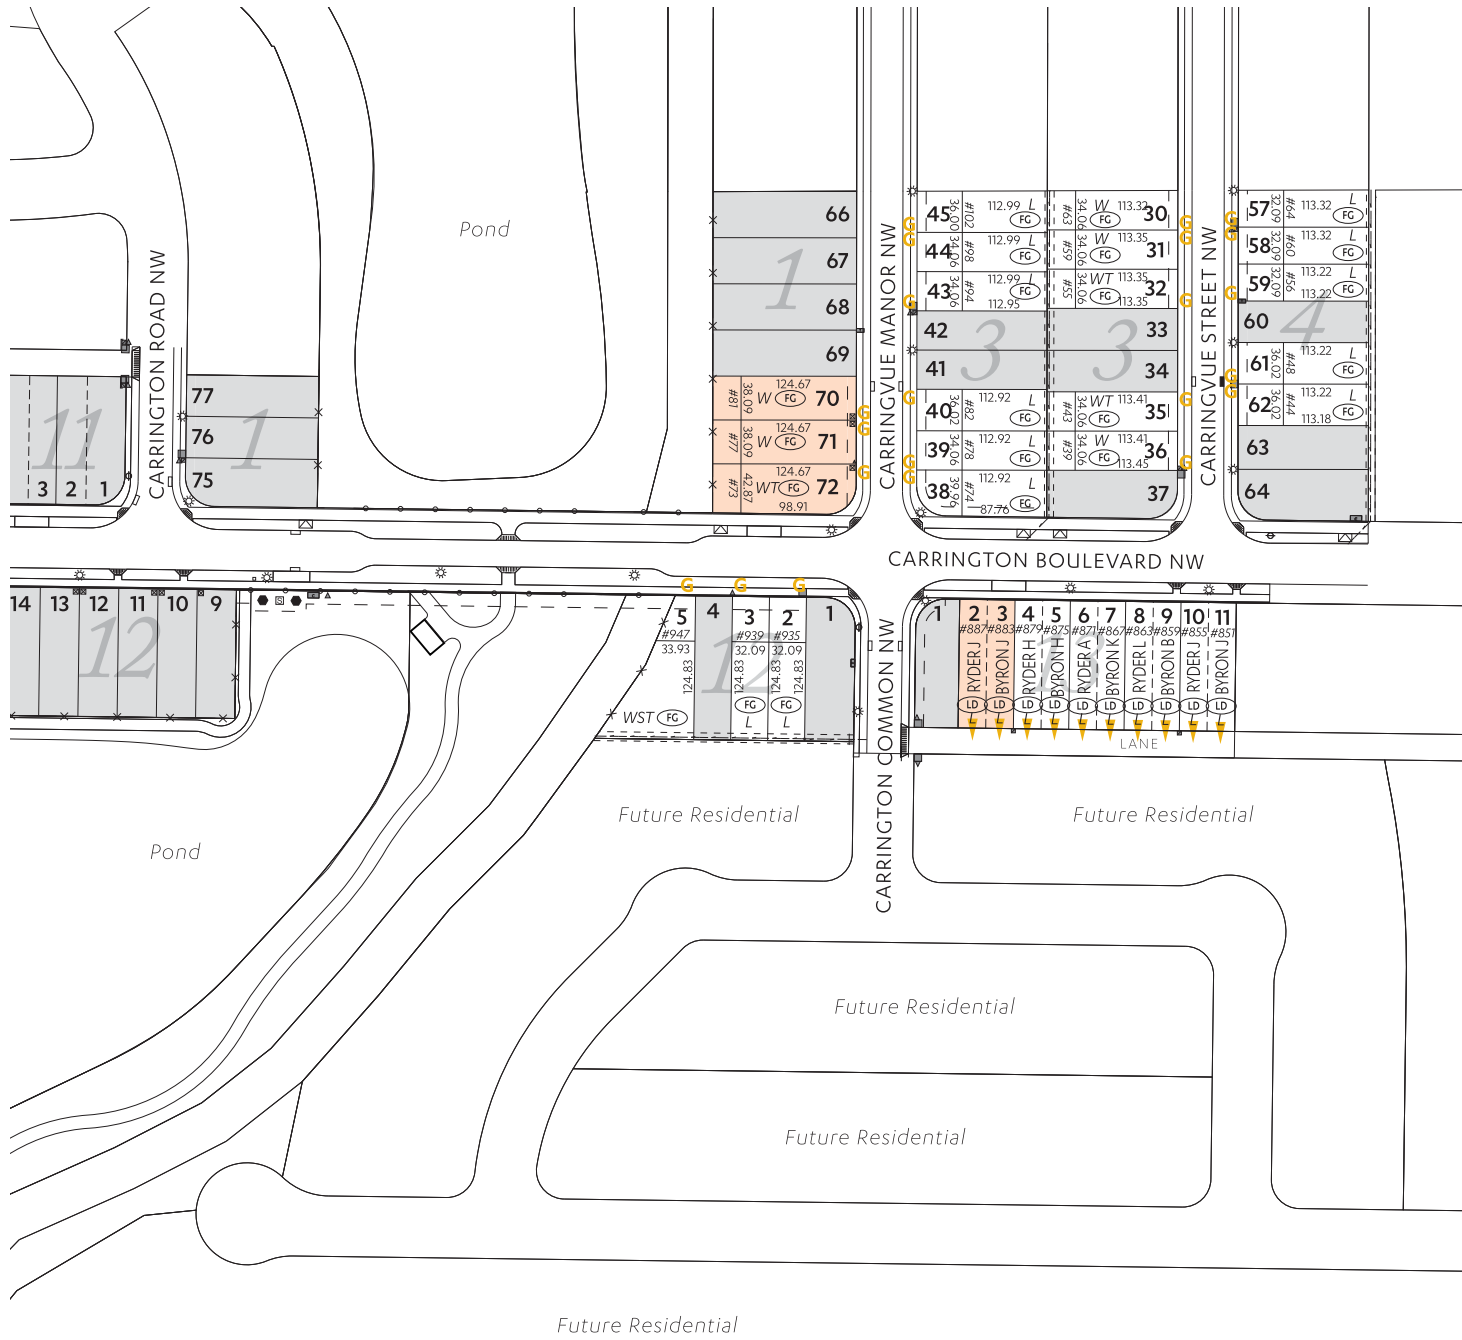 Pond
CARRINGTON ROAD NW
11
3 2 1
77
76
75
1
66
67
68
69
1
#81 38.09 W FG 124.67 70
#77 38.09 W FG 124.67 71
#73 42.87 WT FG 124.67 72
98.91
CARRINGVUE MANOR NW
G
G
G
G
G
G
G
G
G
45 36.00 #102 112.99 L FG
44 34.06 #98 112.99 L FG
43 34.06 #94 112.99 L FG
112.95
42
41
3
40 36.02 #82 112.92 L FG
39 34.06 #78 112.92 L FG
38 39.96 #74 112.92 L FG
87.76
#63 34.06 W FG 113.32 30
#59 34.06 W FG 113.35 31
#55 34.06 WT FG 113.35 32
113.35
33
34
3
#43 34.06 WT FG 113.41 35
#39 34.06 W FG 113.41 36
113.45
37
CARRINGVUE STREET NW
G
G
G
G
G
G
G
G
G
G
57 32.09 #64 113.32 L FG
58 32.09 #60 113.32 L FG
59 32.09 #56 113.22 L FG
113.22
60
4
61 36.02 #48 113.22 L FG
62 36.02 #44 113.22 L FG
113.18
63
64
CARRINGTON BOULEVARD NW
14 13 12 11 10 9
12
S
G G G
5 4 3 2 1
#947 #939 #935
33.93 32.09 32.09
124.83 124.83 124.83 124.83
12
WST FG FG FG
L L
CARRINGTON COMMON NW
1 2 3 4 5 6 7 8 9 10 11
#887 #883 #879 #875 #871 #867 #863 #859 #855 #851
RYDER J BYRON J RYDER H BYRON H RYDER A BYRON K RYDER L BYRON B RYDER J BYRON J
13
LD LD LD LD LD LD LD LD LD LD
LANE
Future Residential
Future Residential
Pond
Future Residential
Future Residential
Future Residential